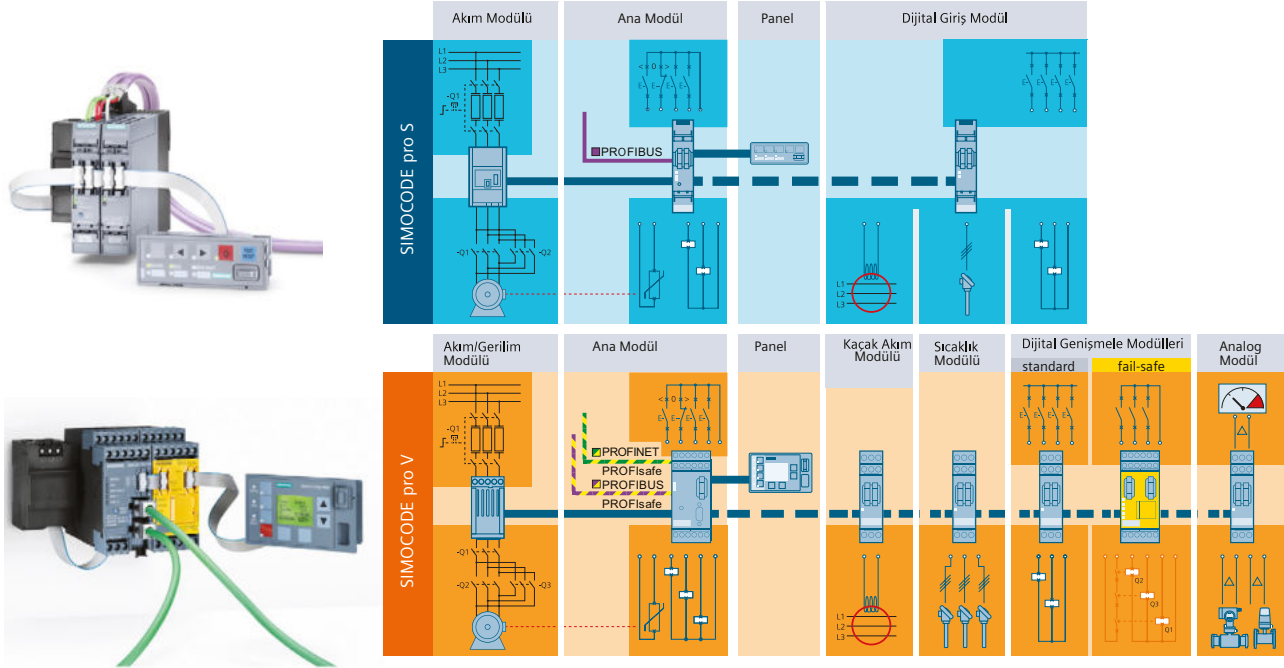 Akım Modülü
Ana Modül
Panel
Dijital Giriş Modül
SIMOCODE pro S
L1
L2
L3
-Q1
< 0 >
E- E- E-
E-
PROFIBUS
-Q1
-Q2
L1
L2
L3
Akım/Gerilim
Modülü
Ana Modül
Panel
Kaçak Akım
Modülü
Sıcaklık
Modülü
Dijital Genişmele Modülleri
standard
fail-safe
Analog
Modül
SIMOCODE pro V
L1
L2
L3
-Q1
< 0 >
E- E- E-
E-
E-
PROFINET
PROFIsafe
PROFIBUS
PROFIsafe
-Q1
-Q2
-Q3
L1
L2
L3
Q2
Q3
Q1